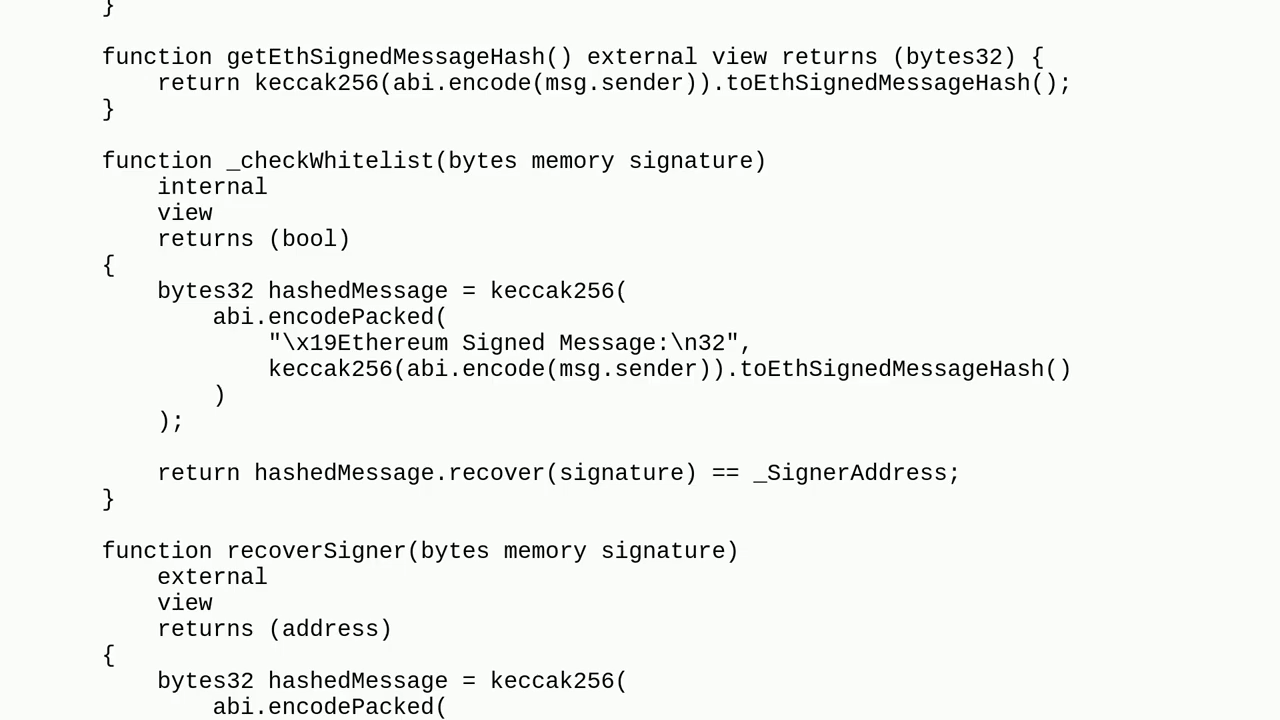 }
function getEthSignedMessageHash() external view returns (bytes32) {
    return keccak256(abi.encode(msg.sender)).toEthSignedMessageHash();
}
function _checkWhitelist(bytes memory signature)
    internal
    view
    returns (bool)
{
    bytes32 hashedMessage = keccak256(
        abi.encodePacked(
            "\x19Ethereum Signed Message:\n32",
            keccak256(abi.encode(msg.sender)).toEthSignedMessageHash()
        )
    );
    return hashedMessage.recover(signature) == _SignerAddress;
}
function recoverSigner(bytes memory signature)
    external
    view
    returns (address)
{
    bytes32 hashedMessage = keccak256(
        abi.encodePacked(